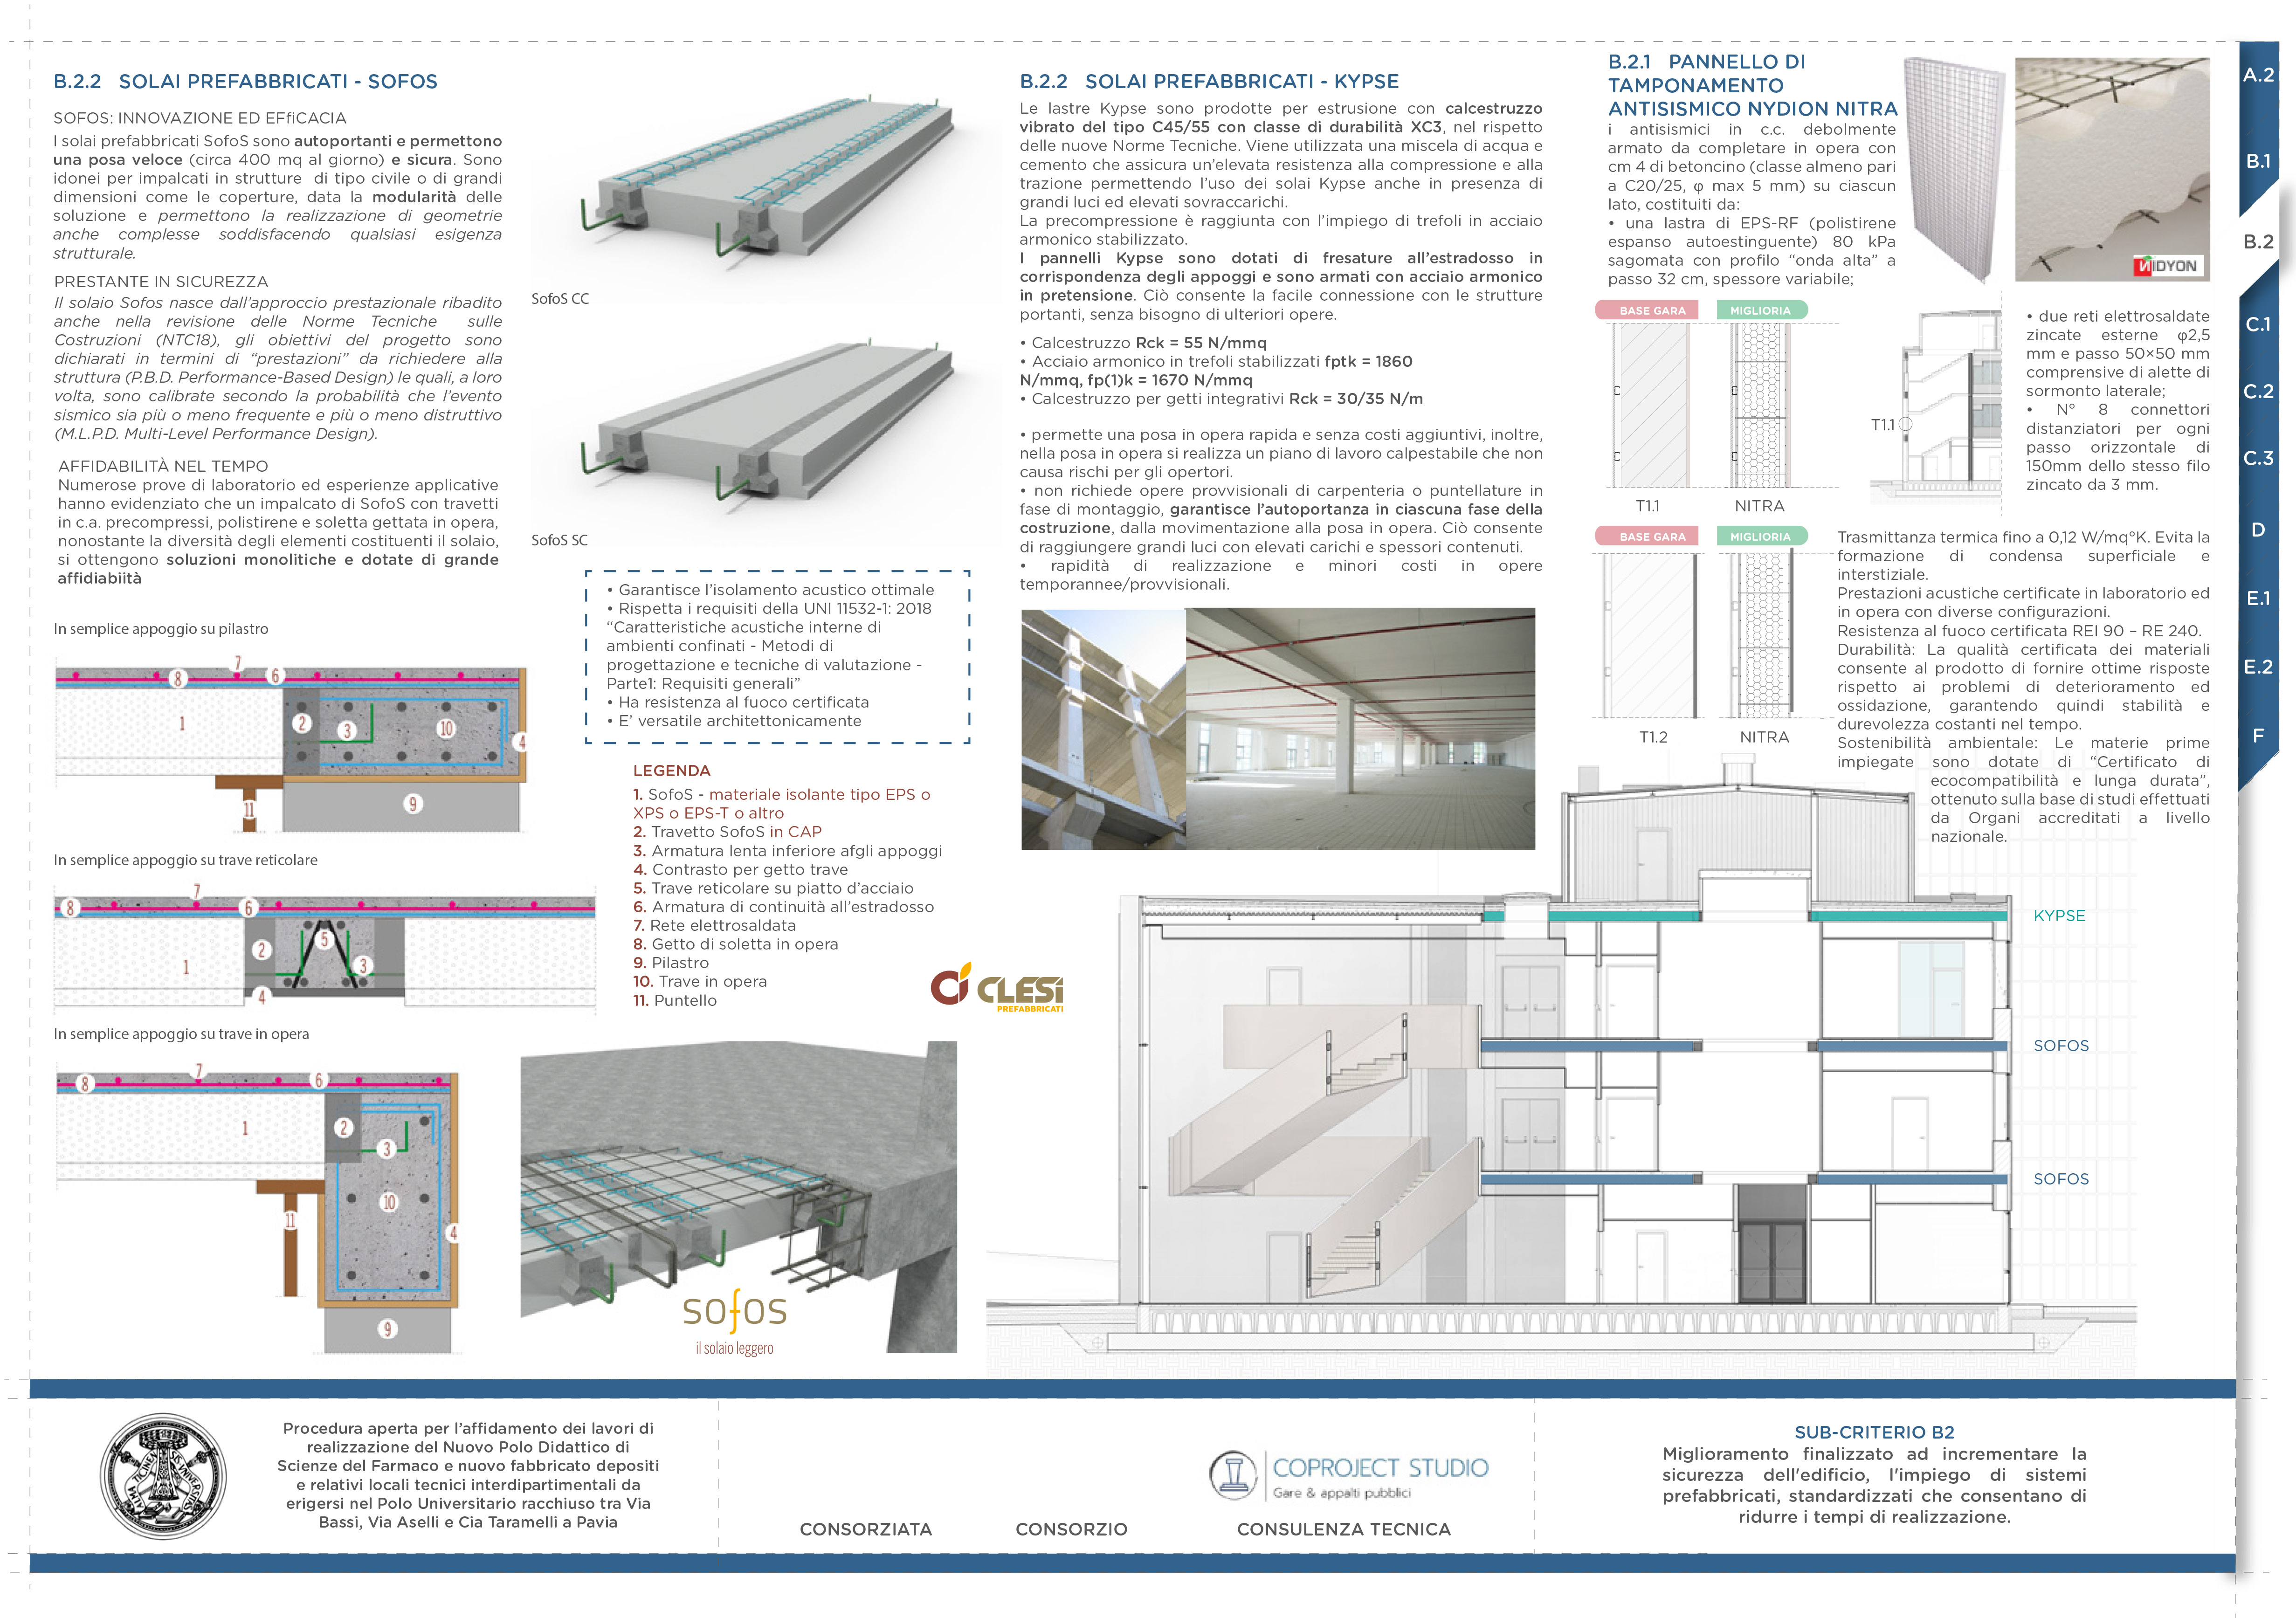 B.2.2 SOLAI PREFABBRICATI - SOFOS
SOFOS: INNOVAZIONE ED EFfiCACIA
I solai prefabbricati SofoS sono autoportanti e permettono
una posa veloce (circa 400 mq al giorno) e sicura. Sono
idonei per impalcati in strutture di tipo civile o di grandi
dimensioni come le coperture, data la modularità delle
soluzione e permettono la realizzazione di geometrie
anche complesse soddisfacendo qualsiasi esigenza
strutturale.
PRESTANTE IN SICUREZZA
Il solaio Sofos nasce dall'approccio prestazionale ribadito
anche nella revisione delle Norme Tecniche sulle
Costruzioni (NTC18), gli obiettivi del progetto sono
dichiarati in termini di "prestazioni" da richiedere alla
struttura (P.B.D. Performance-Based Design) le quali, a loro
volta, sono calibrate secondo la probabilità che l'evento
sismico sia più o meno frequente e più o meno distruttivo
(M.L.P.D. Multi-Level Performance Design).
AFFIDABILITÀ NEL TEMPO
Numerose prove di laboratorio ed esperienze applicative
hanno evidenziato che un impalcato di SofoS con travetti
in c.a. precompressi, polistirene e soletta gettata in opera,
nonostante la diversità degli elementi costituenti il solaio,
si ottengono soluzioni monolitiche e dotate di grande
affidiabiità
In semplice appoggio su pilastro
7
8
6
1
2
3
10
4
11
9
In semplice appoggio su trave reticolare
7
8
6
1
2
5
3
4
In semplice appoggio su trave in opera
7
8
6
1
2
3
10
11
4
9
SofoS CC
SofoS SC
• Garantisce l'isolamento acustico ottimale
• Rispetta i requisiti della UNI 11532-1: 2018
"Caratteristiche acustiche interne di
ambienti confinati - Metodi di
progettazione e tecniche di valutazione -
Parte1: Requisiti generali"
• Ha resistenza al fuoco certificata
• E' versatile architettonicamente
LEGENDA
1. SofoS - materiale isolante tipo EPS o
XPS o EPS-T o altro
2. Travetto SofoS in CAP
3. Armatura lenta inferiore afgli appoggi
4. Contrasto per getto trave
5. Trave reticolare su piatto d'acciaio
6. Armatura di continuità all'estradosso
7. Rete elettrosaldata
8. Getto di soletta in opera
9. Pilastro
10. Trave in opera
11. Puntello
CLESI
PREFABBRICATI
sofos
il solaio leggero
B.2.2 SOLAI PREFABBRICATI - KYPSE
Le lastre Kypse sono prodotte per estrusione con calcestruzzo
vibrato del tipo C45/55 con classe di durabilità XC3, nel rispetto
delle nuove Norme Tecniche. Viene utilizzata una miscela di acqua e
cemento che assicura un'elevata resistenza alla compressione e alla
trazione permettendo l'uso dei solai Kypse anche in presenza di
grandi luci ed elevati sovraccarichi.
La precompressione è raggiunta con l'impiego di trefoli in acciaio
armonico stabilizzato.
I pannelli Kypse sono dotati di fresature all'estradosso in
corrispondenza degli appoggi e sono armati con acciaio armonico
in pretensione. Ciò consente la facile connessione con le strutture
portanti, senza bisogno di ulteriori opere.
• Calcestruzzo Rck = 55 N/mmq
• Acciaio armonico in trefoli stabilizzati fptk = 1860
N/mmq, fp(1)k = 1670 N/mmq
• Calcestruzzo per getti integrativi Rck = 30/35 N/m
• permette una posa in opera rapida e senza costi aggiuntivi, inoltre,
nella posa in opera si realizza un piano di lavoro calpestabile che non
causa rischi per gli opertori.
• non richiede opere provvisionali di carpenteria o puntellature in
fase di montaggio, garantisce l'autoportanza in ciascuna fase della
costruzione, dalla movimentazione alla posa in opera. Ciò consente
di raggiungere grandi luci con elevati carichi e spessori contenuti.
• rapidità di realizzazione e minori costi in opere
temporannee/provvisionali.
B.2.1 PANNELLO DI
TAMPONAMENTO
ANTISISMICO NYDION NITRA
i antisismici in c.c. debolmente
armato da completare in opera con
cm 4 di betoncino (classe almeno pari
a C20/25, φ max 5 mm) su ciascun
lato, costituiti da:
• una lastra di EPS-RF (polistirene
espanso autoestinguente) 80 kPa
sagomata con profilo "onda alta" a
passo 32 cm, spessore variabile;
NIDYON
BASE GARA
MIGLIORIA
T1.1
NITRA
T1.1
• due reti elettrosaldate
zincate esterne φ2,5
mm e passo 50×50 mm
comprensive di alette di
sormonto laterale;
• N° 8 connettori
distanziatori per ogni
passo orizzontale di
150mm dello stesso filo
zincato da 3 mm.
BASE GARA
MIGLIORIA
T1.2
NITRA
Trasmittanza termica fino a 0,12 W/mq°K. Evita la
formazione di condensa superficiale e
interstiziale.
Prestazioni acustiche certificate in laboratorio ed
in opera con diverse configurazioni.
Resistenza al fuoco certificata REI 90 – RE 240.
Durabilità: La qualità certificata dei materiali
consente al prodotto di fornire ottime risposte
rispetto ai problemi di deterioramento ed
ossidazione, garantendo quindi stabilità e
durevolezza costanti nel tempo.
Sostenibilità ambientale: Le materie prime
impiegate sono dotate di "Certificato di
ecocompatibilità e lunga durata",
ottenuto sulla base di studi effettuati
da Organi accreditati a livello
nazionale.
KYPSE
SOFOS
SOFOS
A.2
B.1
B.2
C.1
C.2
C.3
D
E.1
E.2
F
Procedura aperta per l'affidamento dei lavori di
realizzazione del Nuovo Polo Didattico di
Scienze del Farmaco e nuovo fabbricato depositi
e relativi locali tecnici interdipartimentali da
erigersi nel Polo Universitario racchiuso tra Via
Bassi, Via Aselli e Cia Taramelli a Pavia
CONSORZIATA
CONSORZIO
COPROJECT STUDIO
Gare & appalti pubblici
CONSULENZA TECNICA
SUB-CRITERIO B2
Miglioramento finalizzato ad incrementare la
sicurezza dell'edificio, l'impiego di sistemi
prefabbricati, standardizzati che consentano di
ridurre i tempi di realizzazione.